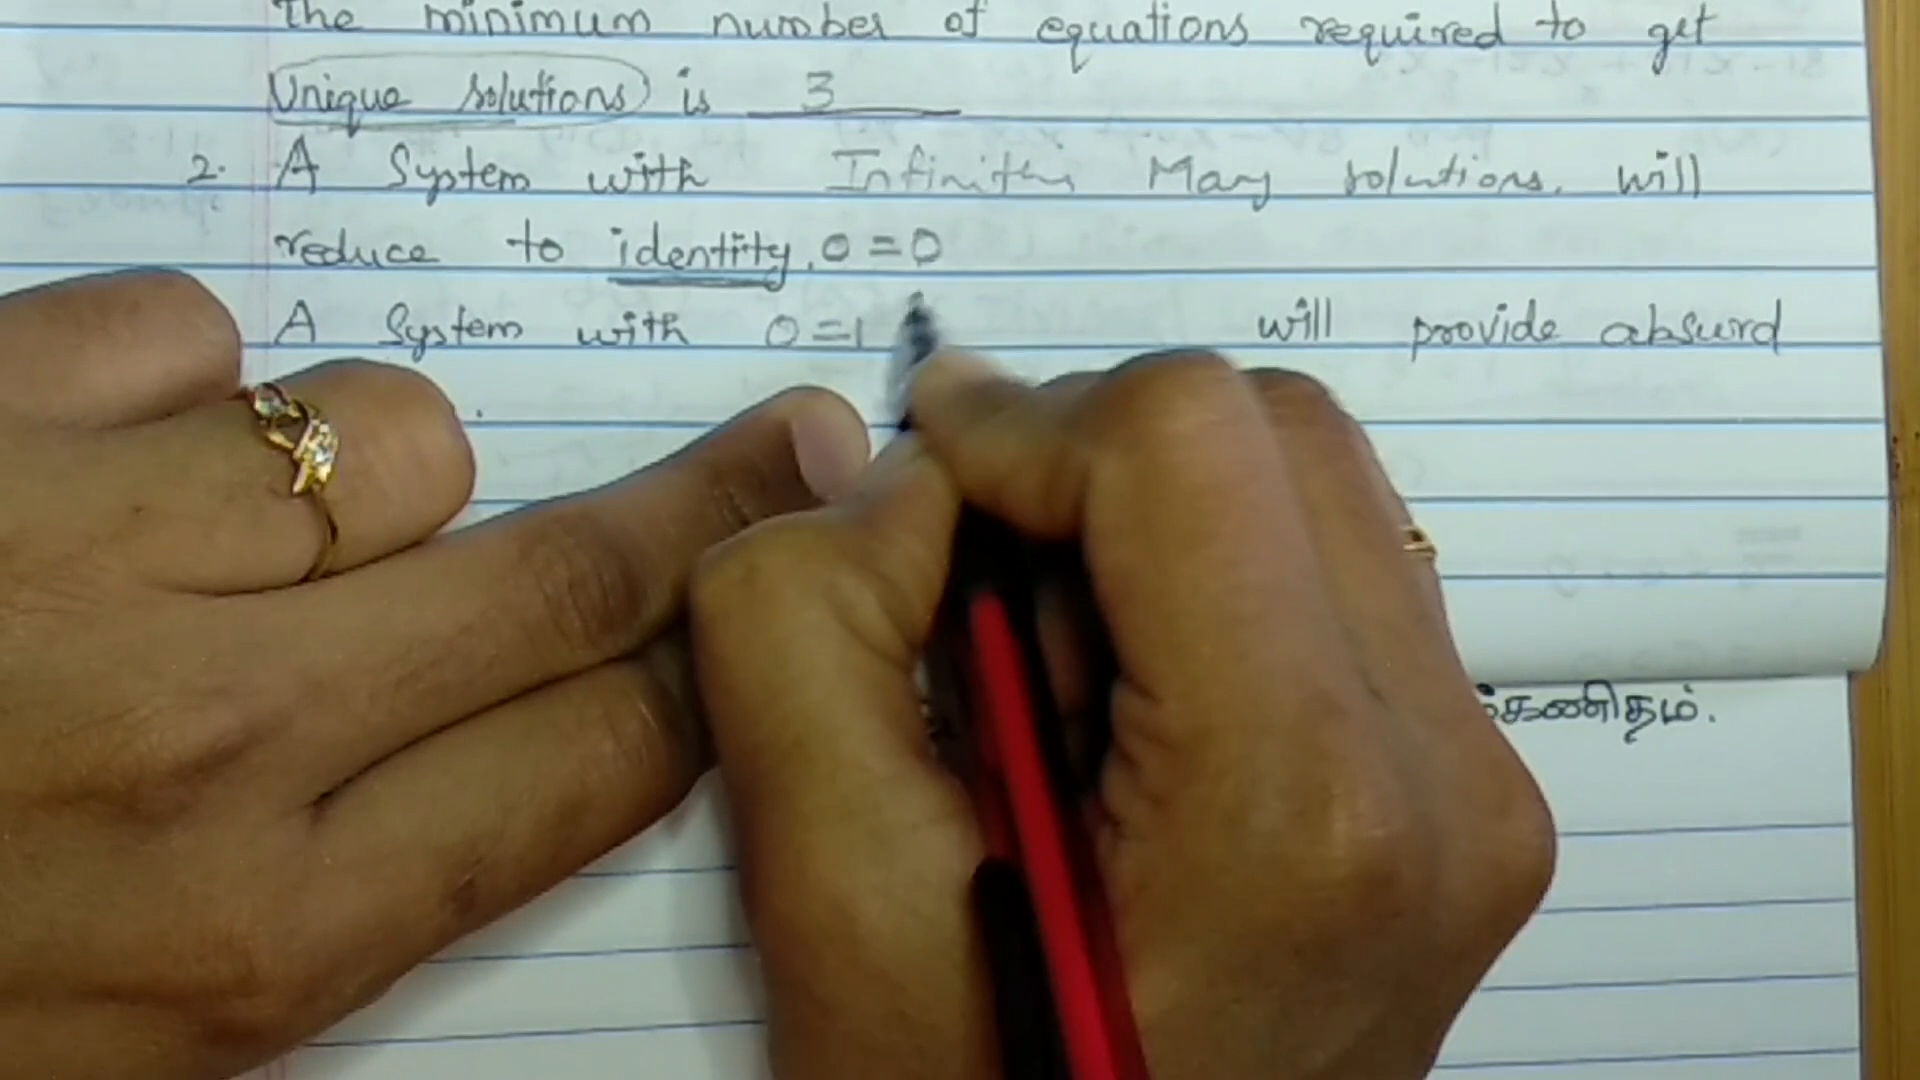 The minimum number of equations required to get
Unique solutions is 3
2. A System with Infinitely Many solutions. will
reduce to identity. 0 = 0
A System with 0 = 1 will provide absurd
கணிதம்.